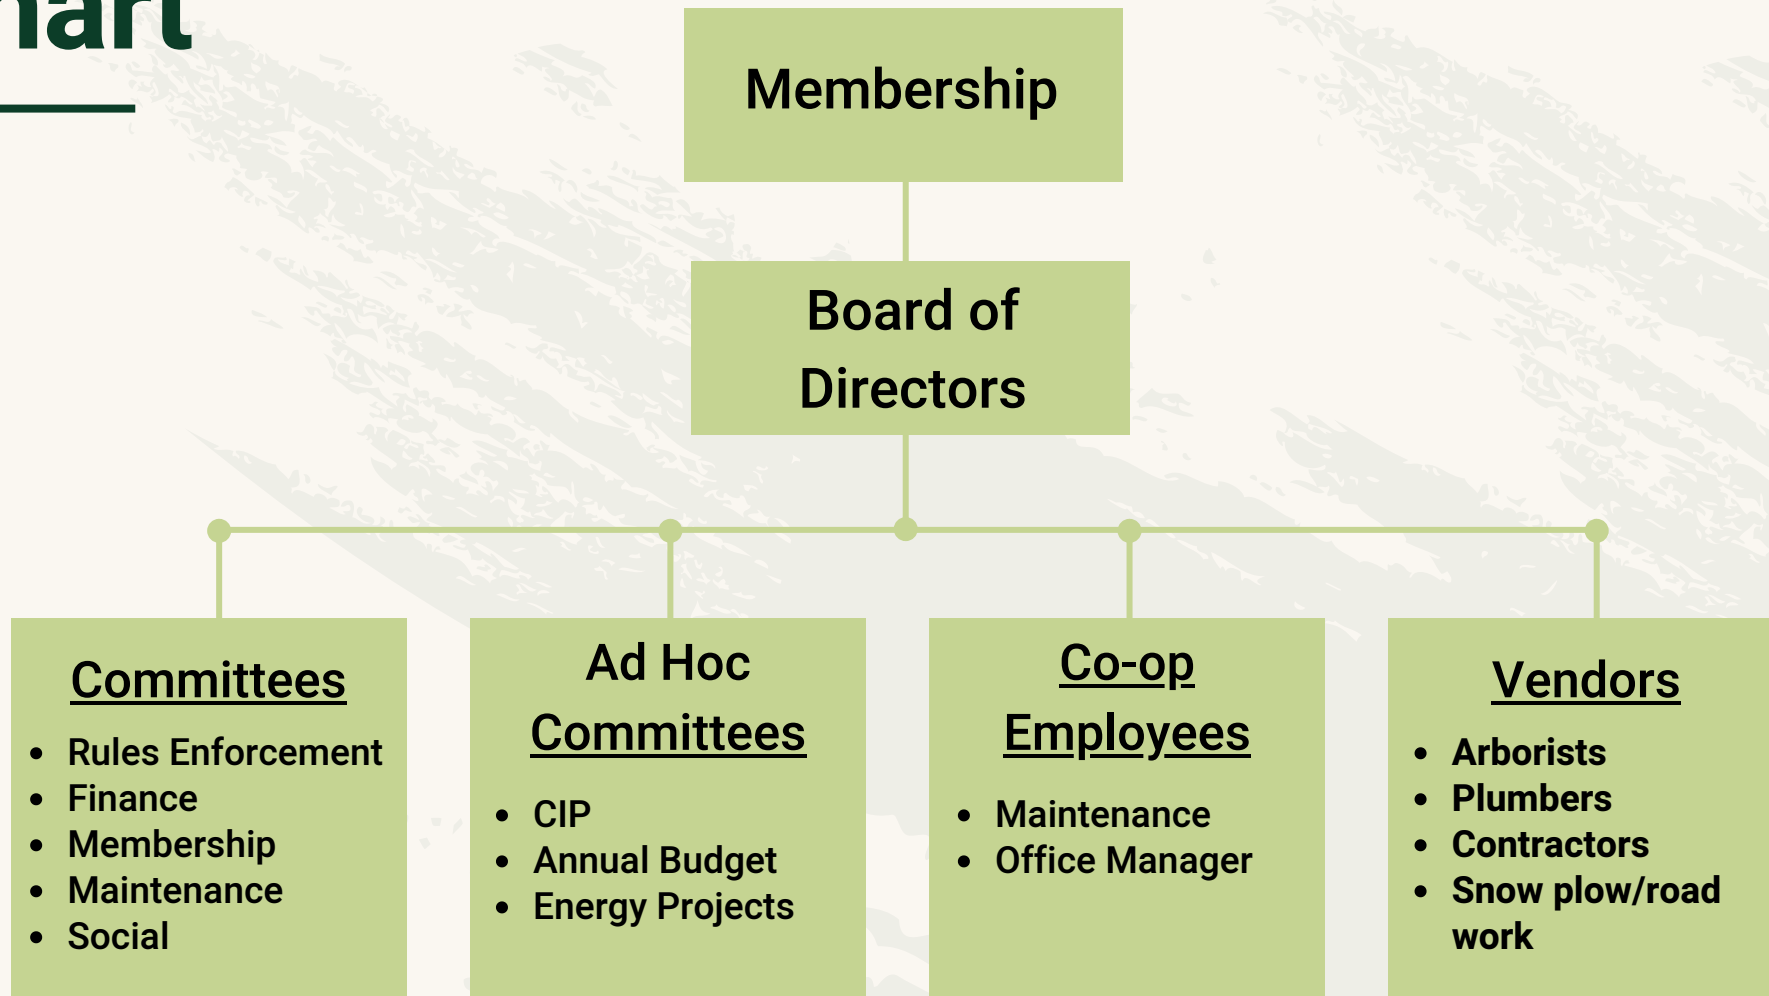 Membership
Board of
Directors
Committees
• Rules Enforcement
• Finance
• Membership
• Maintenance
• Social
Ad Hoc
Committees
• CIP
• Annual Budget
• Energy Projects
Co-op
Employees
• Maintenance
• Office Manager
Vendors
• Arborists
• Plumbers
• Contractors
• Snow plow/road
work